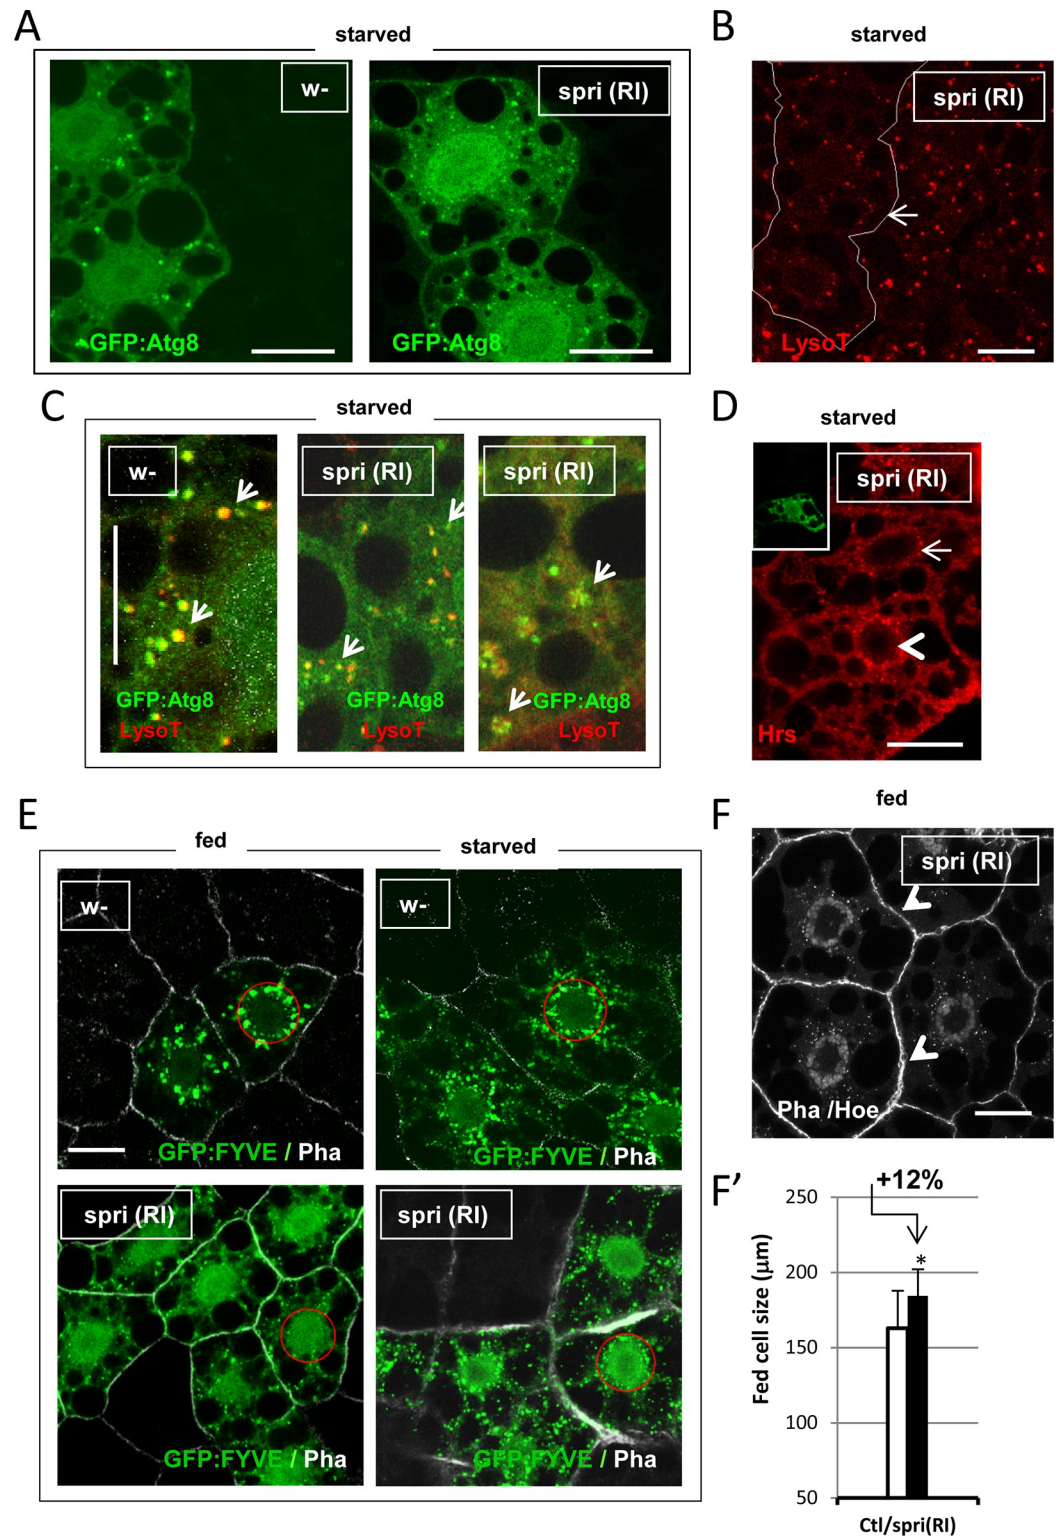 A
starved
w-
spri (RI)
GFP:Atg8
GFP:Atg8
B
starved
spri (RI)
LysoT
C
starved
w-
spri (RI)
spri (RI)
GFP:Atg8
LysoT
GFP:Atg8
LysoT
GFP:Atg8
LysoT
D
starved
spri (RI)
Hrs
E
fed
starved
w-
w-
GFP:FYVE / Pha
GFP:FYVE / Pha
spri (RI)
spri (RI)
GFP:FYVE / Pha
GFP:FYVE / Pha
F
fed
spri (RI)
Pha /Hoe
F’
+12%
250
200
150
100
50
*
Fed cell size (µm)
Ctl/spri(RI)